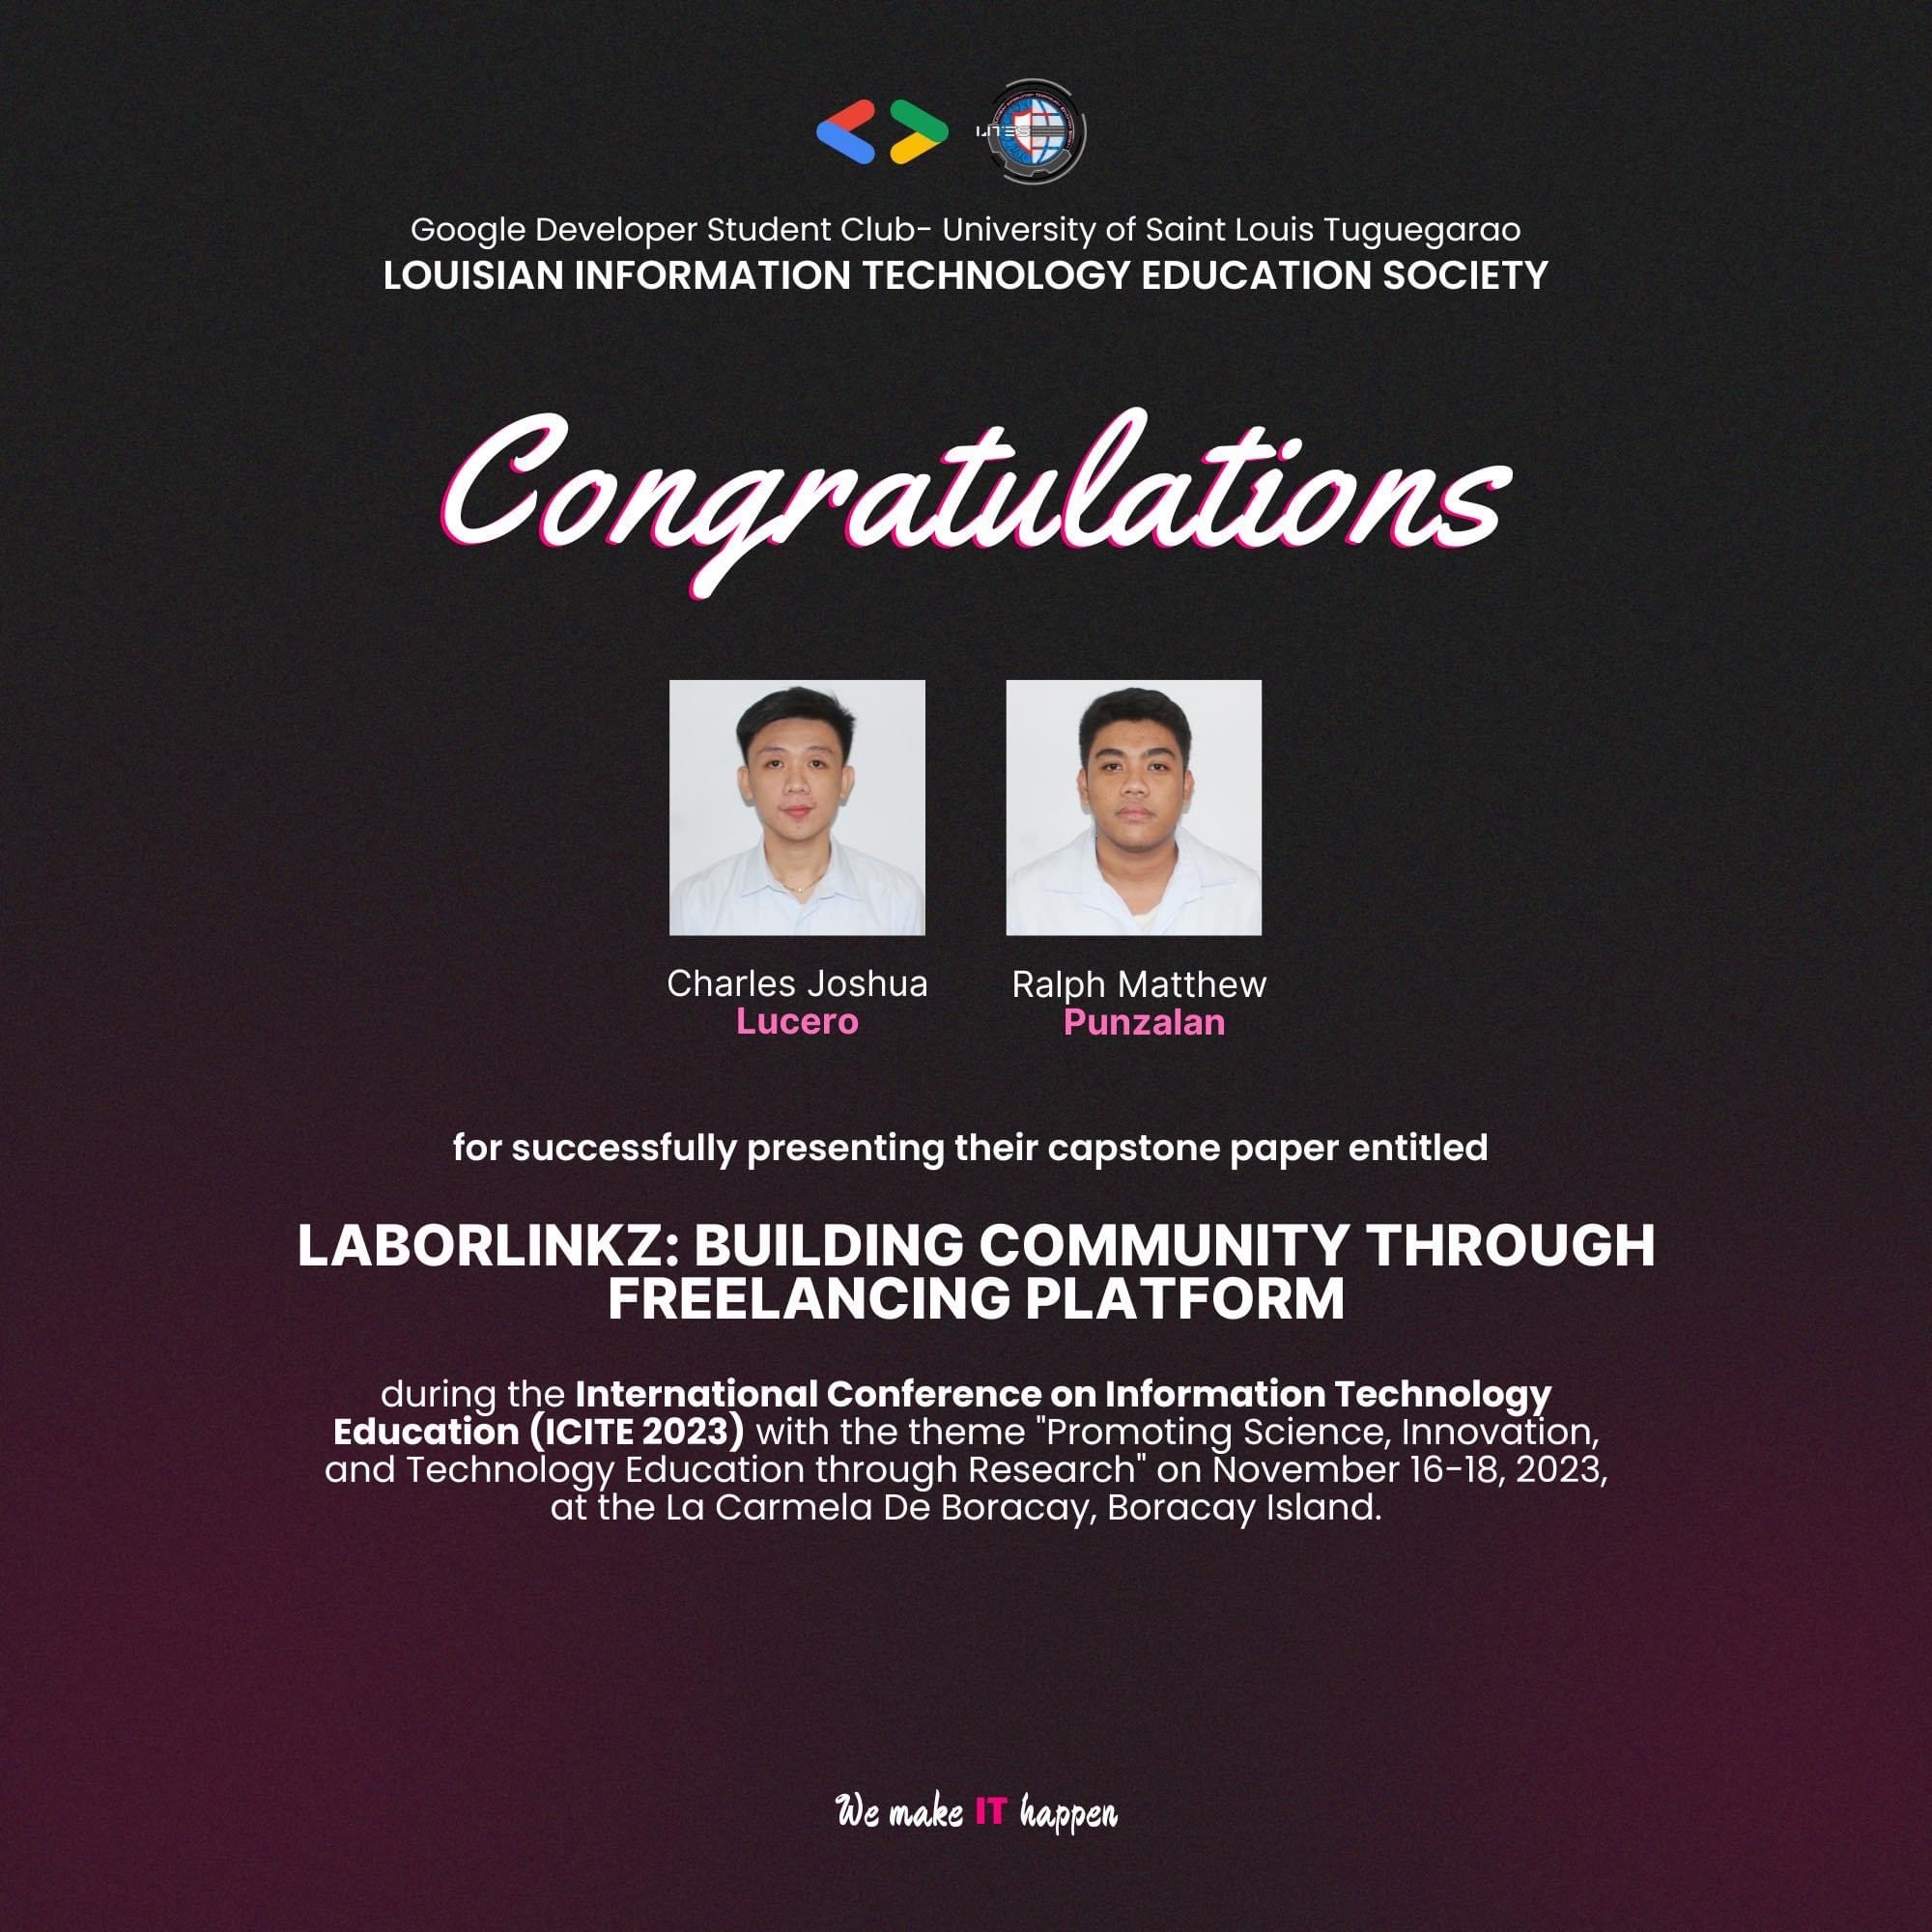 LITES
Google Developer Student Club- University of Saint Louis Tuguegarao
LOUISIAN INFORMATION TECHNOLOGY EDUCATION SOCIETY
Congratulations
Charles Joshua
Lucero
Ralph Matthew
Punzalan
for successfully presenting their capstone paper entitled
LABORLINKZ: BUILDING COMMUNITY THROUGH
FREELANCING PLATFORM
during the International Conference on Information Technology
Education (ICITE 2023) with the theme "Promoting Science, Innovation,
and Technology Education through Research" on November 16-18, 2023,
at the La Carmela De Boracay, Boracay Island.
We make IT happen